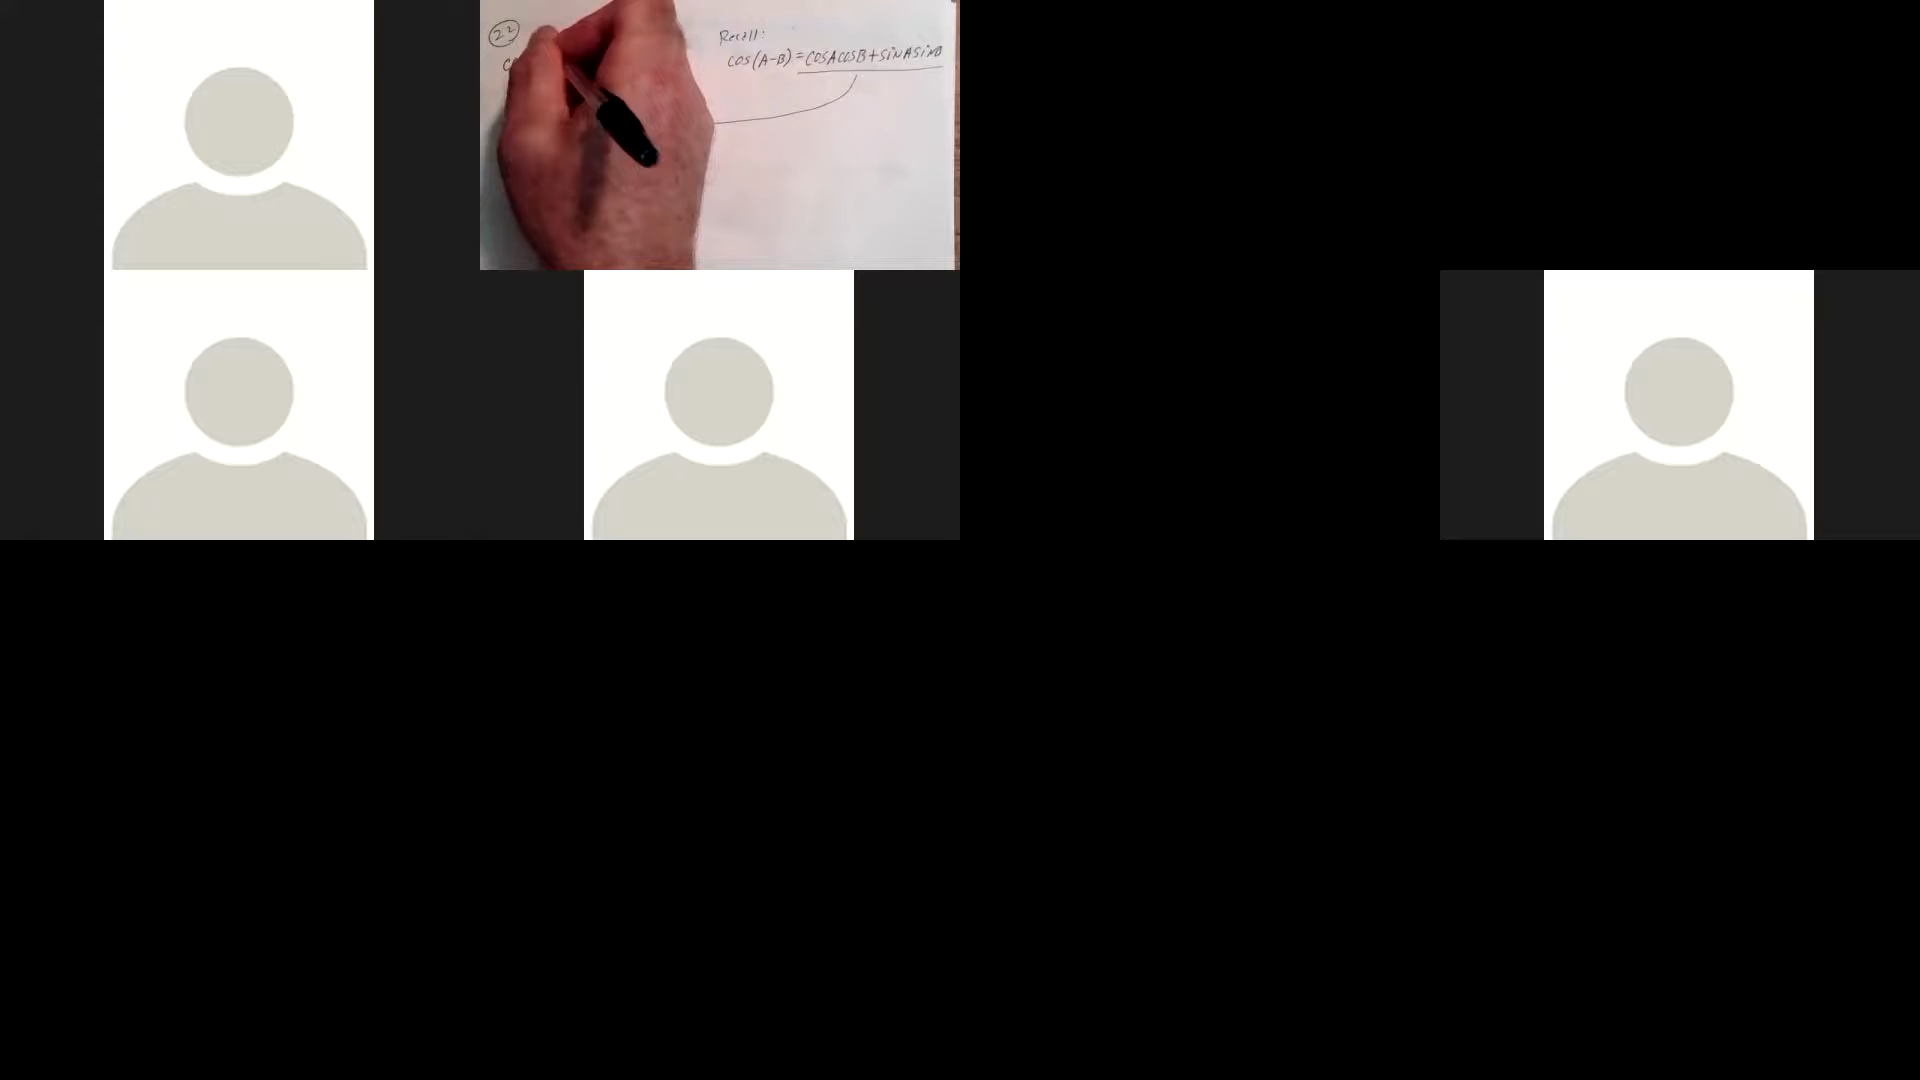 22
Recall:
cos(A-B) = cosAcosB+sinAsinB